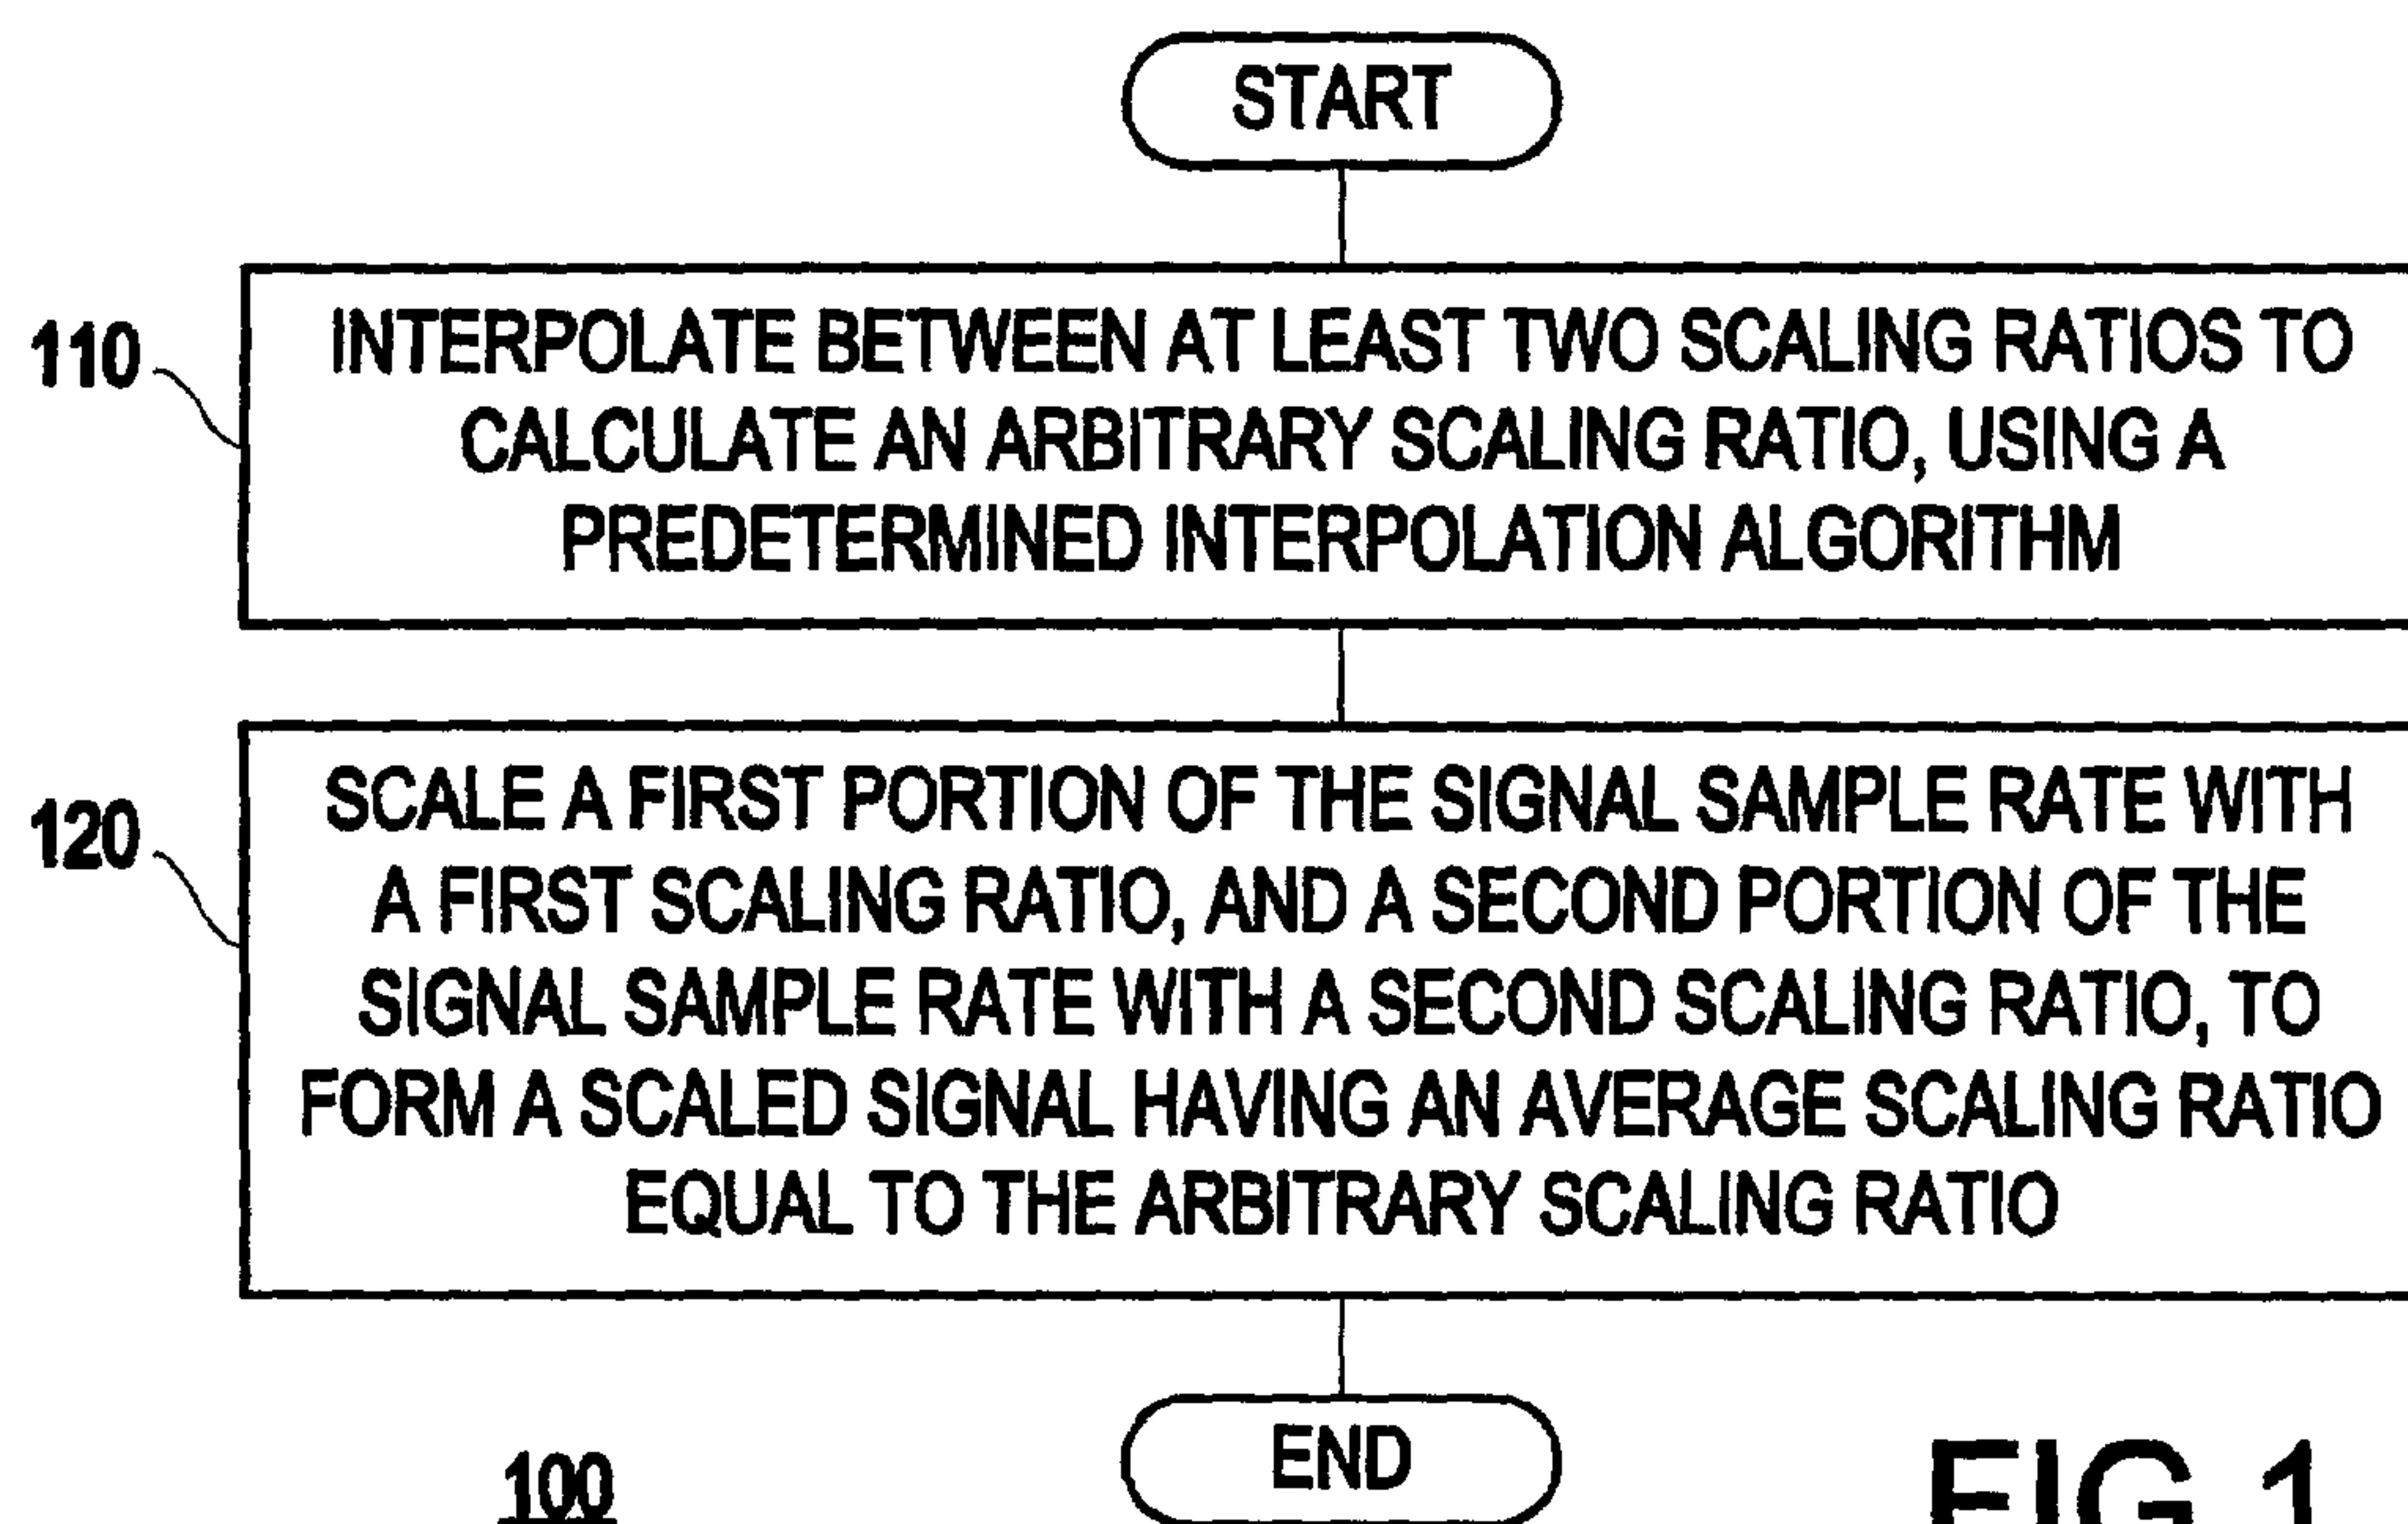 START
110
INTERPOLATE BETWEEN AT LEAST TWO SCALING RATIOS TO
CALCULATE AN ARBITRARY SCALING RATIO, USING A
PREDETERMINED INTERPOLATION ALGORITHM
120
SCALE A FIRST PORTION OF THE SIGNAL SAMPLE RATE WITH
A FIRST SCALING RATIO, AND A SECOND PORTION OF THE
SIGNAL SAMPLE RATE WITH A SECOND SCALING RATIO, TO
FORM A SCALED SIGNAL HAVING AN AVERAGE SCALING RATIO
EQUAL TO THE ARBITRARY SCALING RATIO
END
100
FIG 1